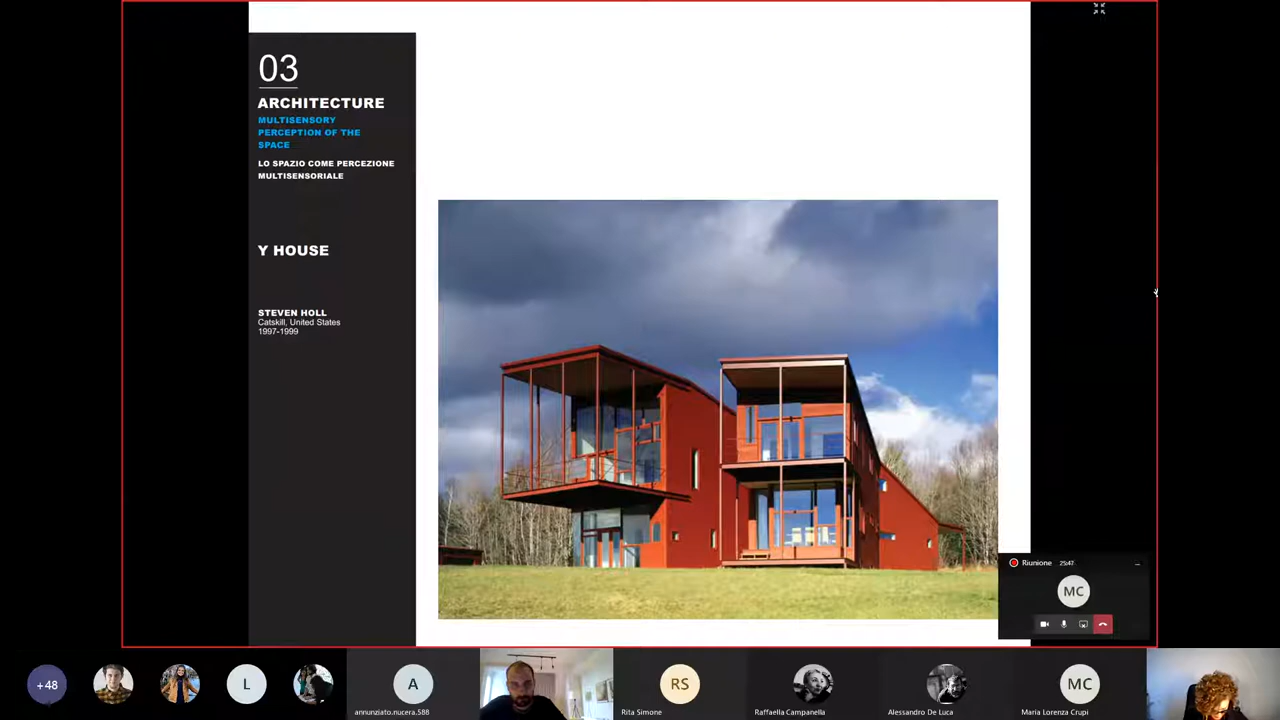 03
ARCHITECTURE
MULTISENSORY
PERCEPTION OF THE
SPACE
LO SPAZIO COME PERCEZIONE
MULTISENSORIALE
Y HOUSE
STEVEN HOLL
Catskill, United States
1997-1999
Riunione 25:47
MC
+48
L
A
RS
MC
annunziato.nucera.588
Rita Simone
Raffaella Campanella
Alessandro De Luca
Maria Lorenza Crupi